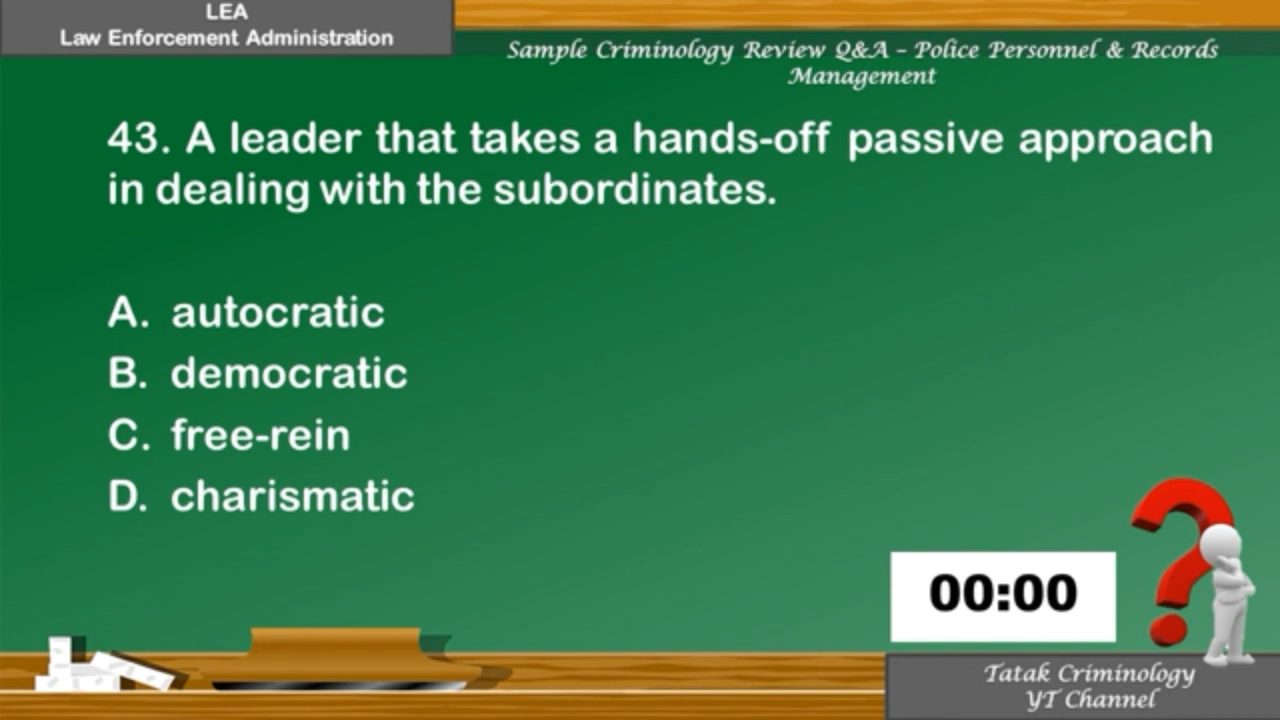 LEA
Law Enforcement Administration
Sample Criminology Review Q&A – Police Personnel & Records
Management
43. A leader that takes a hands-off passive approach
in dealing with the subordinates.
A. autocratic
B. democratic
C. free-rein
D. charismatic
00:00
Tatak Criminology
YT Channel